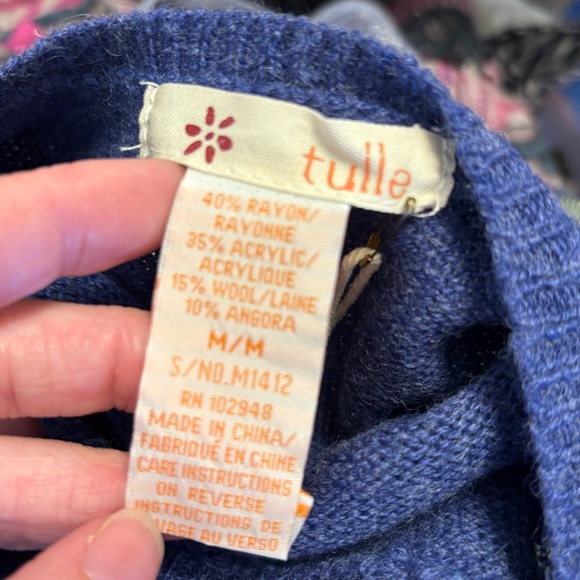 tulle
40% RAYON/
RAYONNE
35% ACRYLIC/
ACRYLIQUE
15% WOOL/LAINE
10% ANGORA
M/M
S/NO.M1412
RN 102948
MADE IN CHINA/
FABRIQUÉ EN CHINE
CARE INSTRUCTIONS
ON REVERSE
INSTRUCTIONS DE
AU VERSO